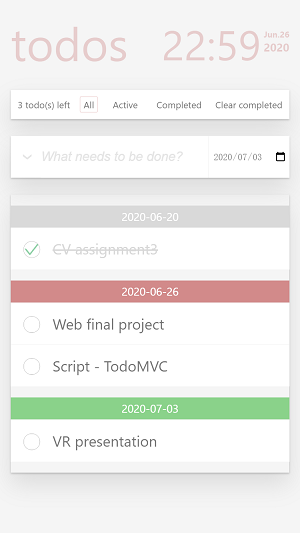 todos 22:59 Jun.26
2020
3 todo(s) left All Active Completed Clear completed
What needs to be done? 2020/07/03
2020-06-20
CV assignment3
2020-06-26
Web final project
Script - TodoMVC
2020-07-03
VR presentation